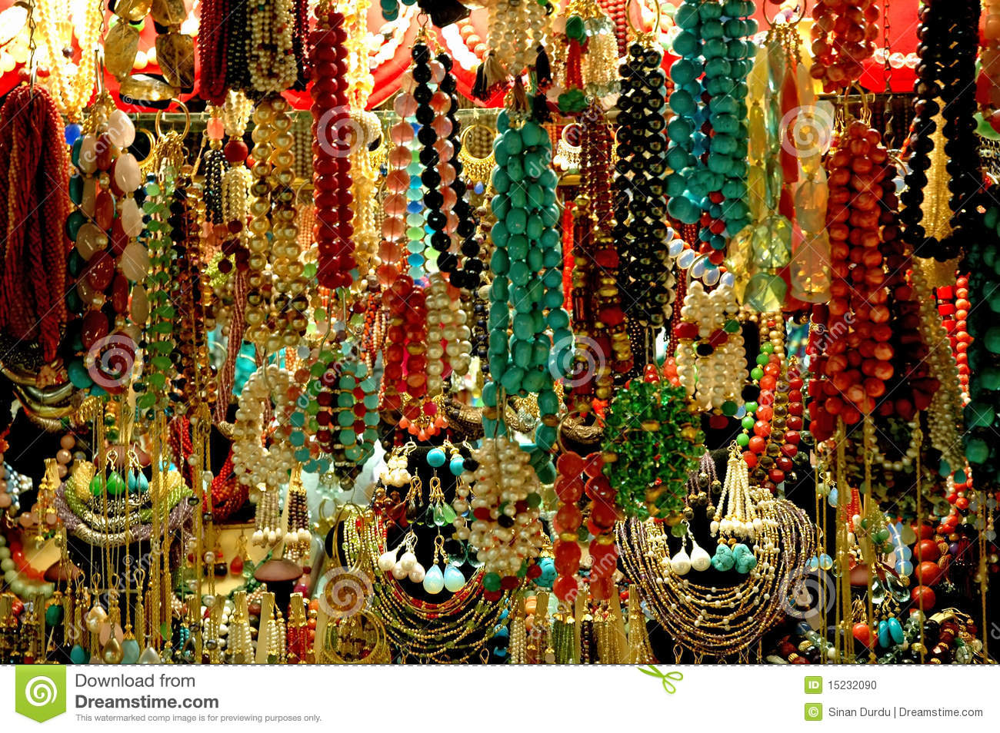 Download from
Dreamstime.com
This watermarked comp image is for previewing purposes only.
ID 15232090
© Sinan Durdu | Dreamstime.com